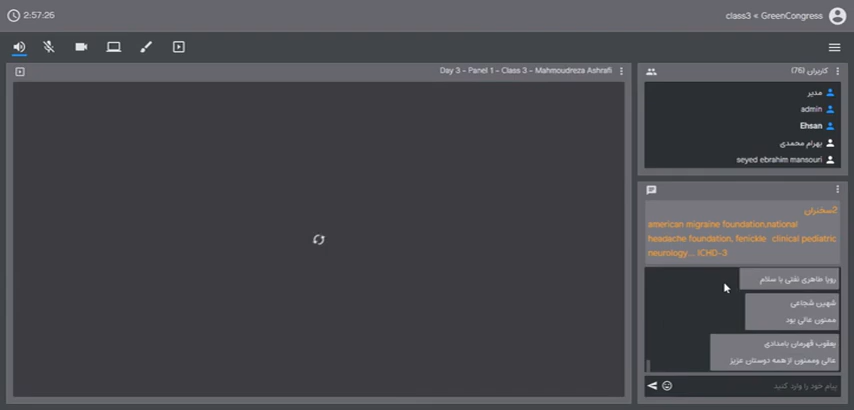 2:57:26
class3 < GreenCongress
Day 3 - Panel 1 - Class 3 - Mahmoudreza Ashrafi
کاربران (76)
مدیر
admin
Ehsan
بهرام محمدی
seyed ebrahim mansouri
سخنران2
american migraine foundation,national
headache foundation, fenickle clinical pediatric
neurology... ICHD-3
رویا طاهری نفتی با سلام
شهین شجاعی
ممنون عالی بود
یعقوب قهرمان بامدادی
عالی وممنون از همه دوستان عزیز
پیام خود را وارد کنید